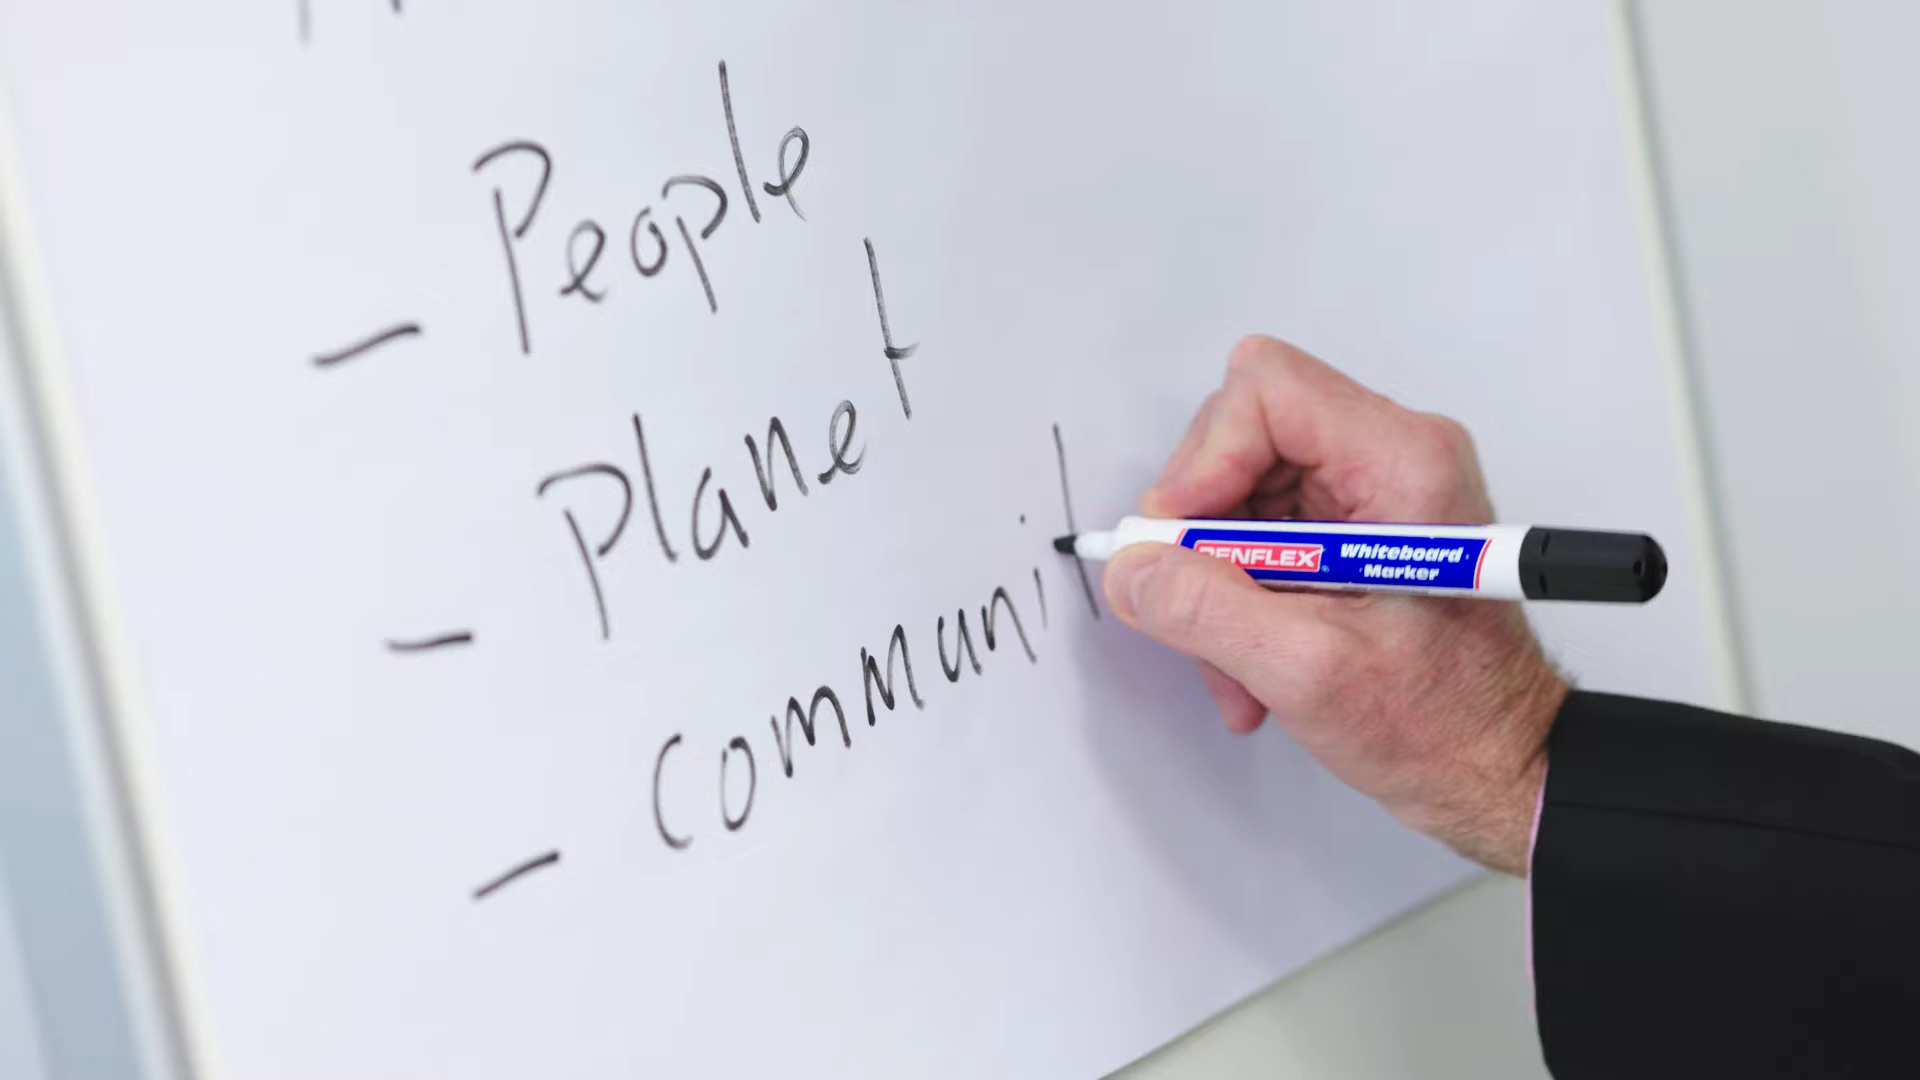 - People
- Planet
- Communit
PENFLEX Whiteboard
Marker